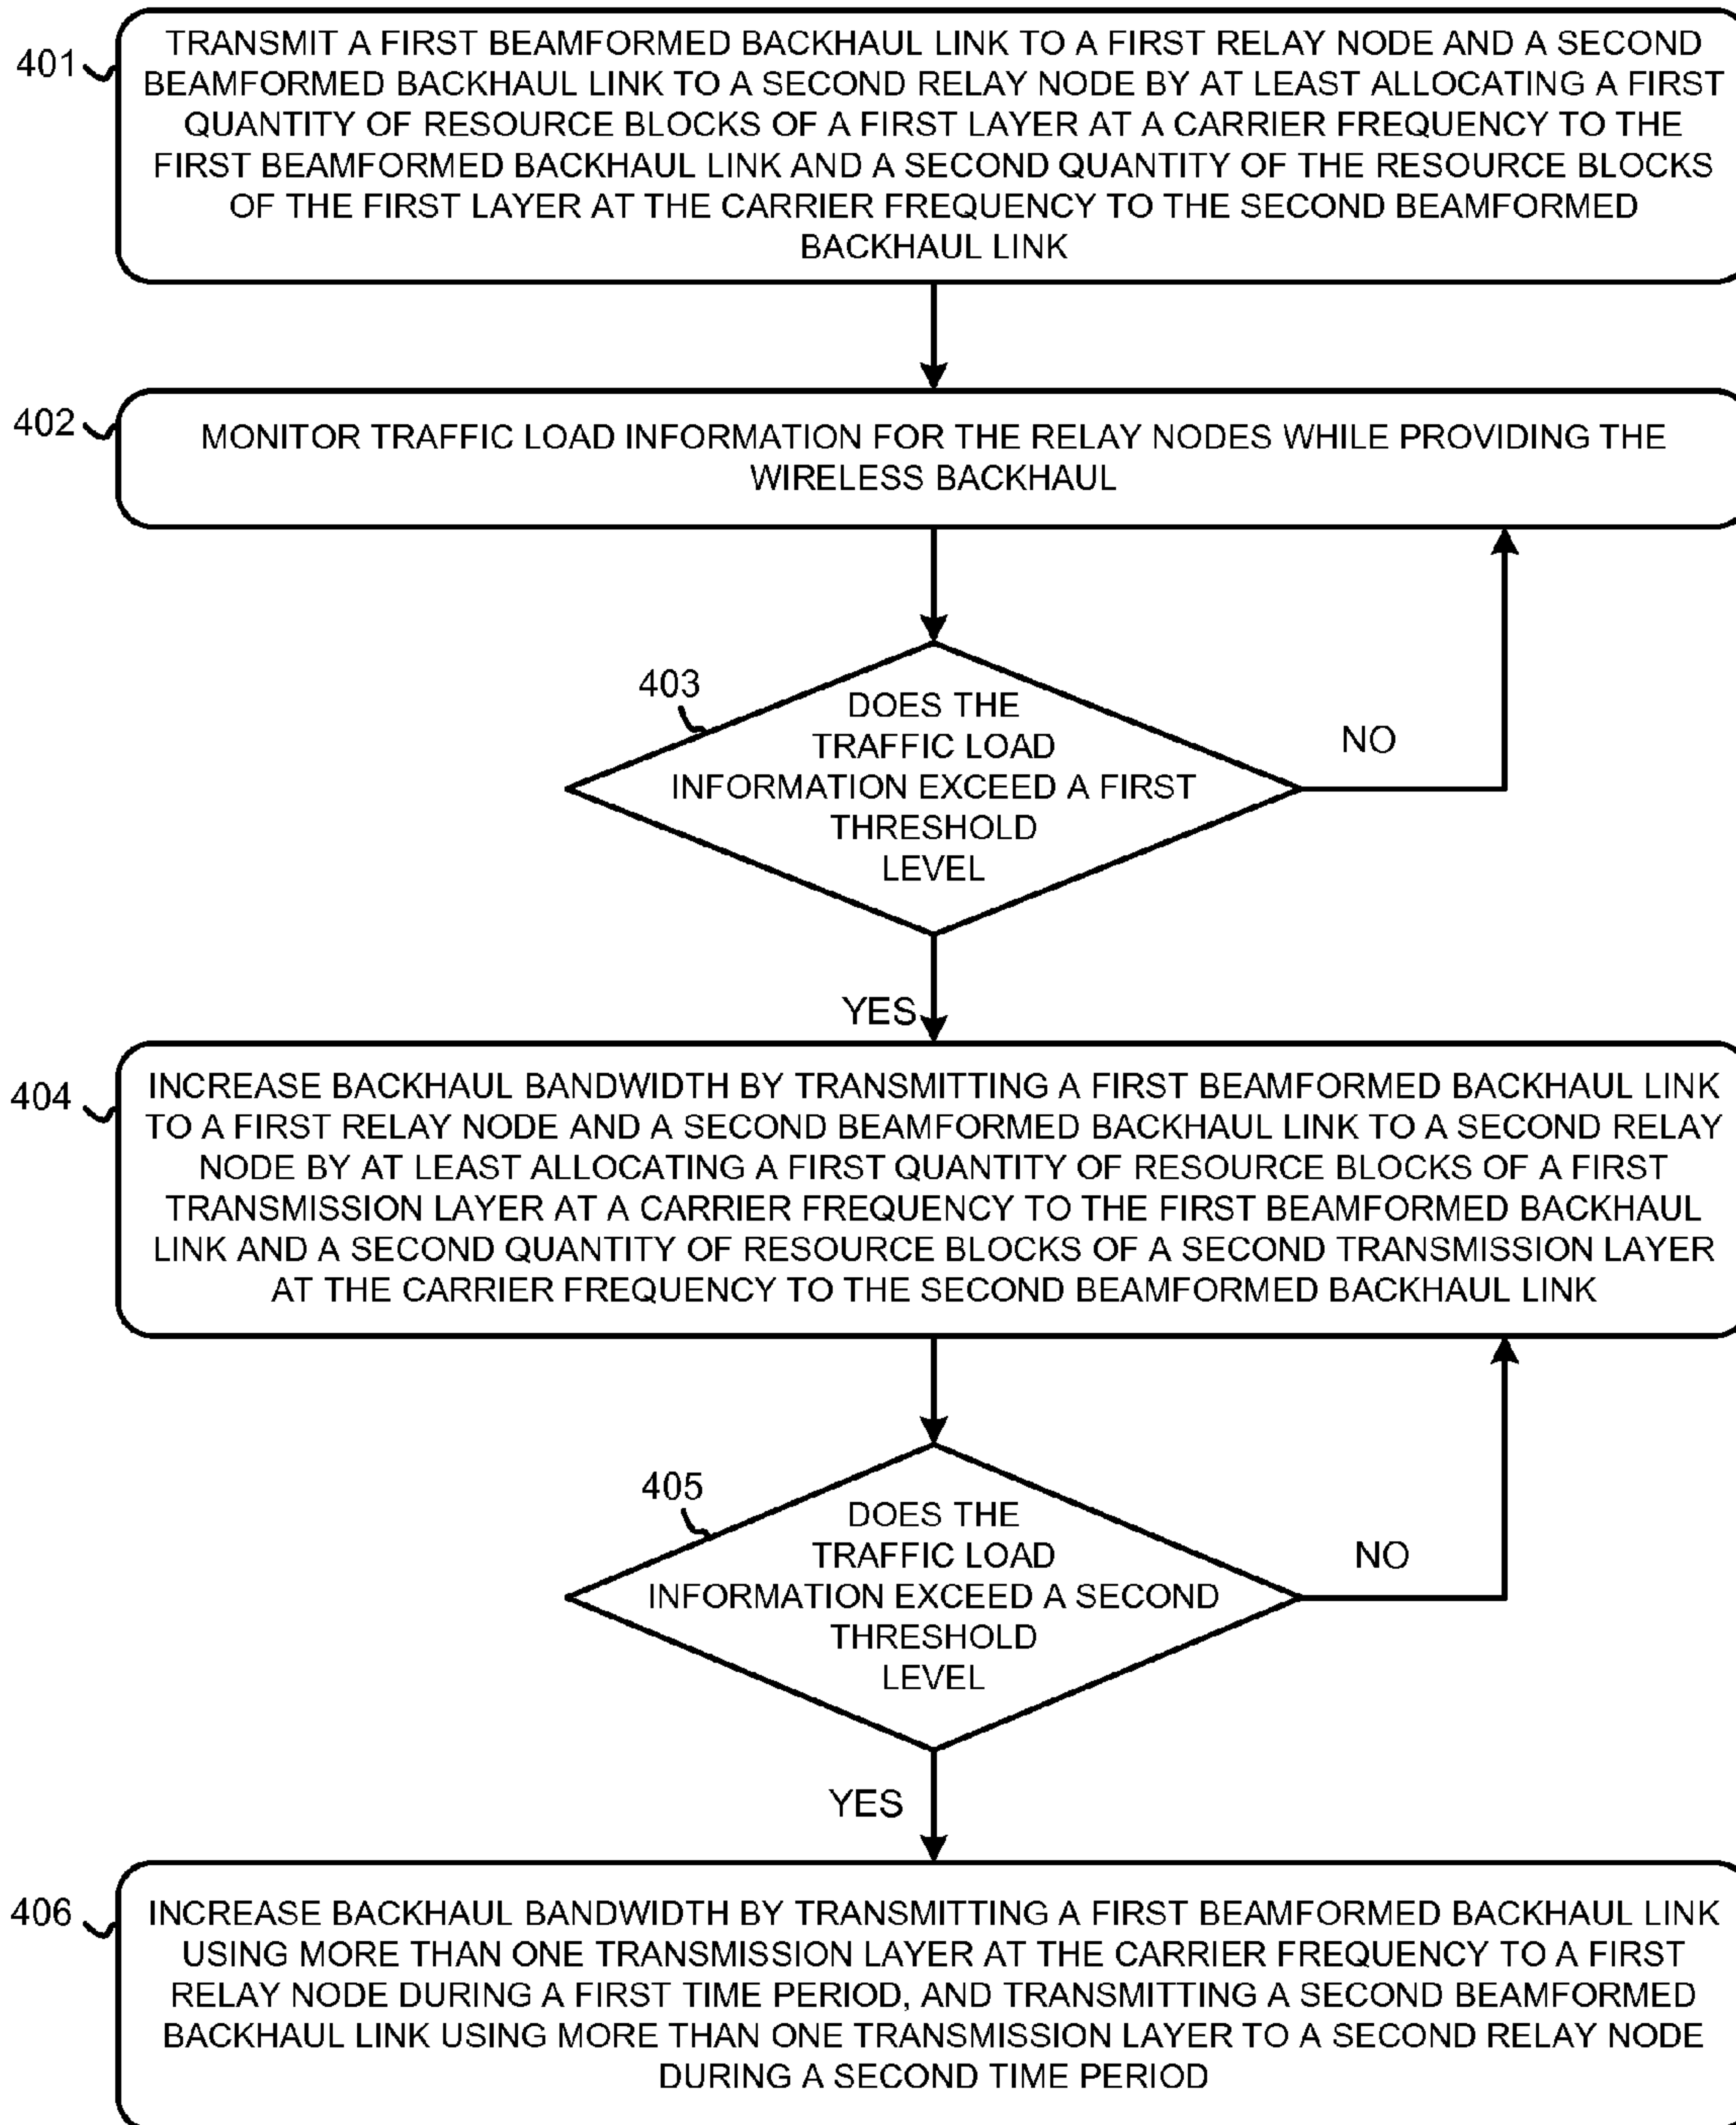 401
TRANSMIT A FIRST BEAMFORMED BACKHAUL LINK TO A FIRST RELAY NODE AND A SECOND
BEAMFORMED BACKHAUL LINK TO A SECOND RELAY NODE BY AT LEAST ALLOCATING A FIRST
QUANTITY OF RESOURCE BLOCKS OF A FIRST LAYER AT A CARRIER FREQUENCY TO THE
FIRST BEAMFORMED BACKHAUL LINK AND A SECOND QUANTITY OF THE RESOURCE BLOCKS
OF THE FIRST LAYER AT THE CARRIER FREQUENCY TO THE SECOND BEAMFORMED
BACKHAUL LINK
402
MONITOR TRAFFIC LOAD INFORMATION FOR THE RELAY NODES WHILE PROVIDING THE
WIRELESS BACKHAUL
403
DOES THE
TRAFFIC LOAD
INFORMATION EXCEED A FIRST
THRESHOLD
LEVEL
NO
YES
404
INCREASE BACKHAUL BANDWIDTH BY TRANSMITTING A FIRST BEAMFORMED BACKHAUL LINK
TO A FIRST RELAY NODE AND A SECOND BEAMFORMED BACKHAUL LINK TO A SECOND RELAY
NODE BY AT LEAST ALLOCATING A FIRST QUANTITY OF RESOURCE BLOCKS OF A FIRST
TRANSMISSION LAYER AT A CARRIER FREQUENCY TO THE FIRST BEAMFORMED BACKHAUL
LINK AND A SECOND QUANTITY OF RESOURCE BLOCKS OF A SECOND TRANSMISSION LAYER
AT THE CARRIER FREQUENCY TO THE SECOND BEAMFORMED BACKHAUL LINK
405
DOES THE
TRAFFIC LOAD
INFORMATION EXCEED A SECOND
THRESHOLD
LEVEL
NO
YES
406
INCREASE BACKHAUL BANDWIDTH BY TRANSMITTING A FIRST BEAMFORMED BACKHAUL LINK
USING MORE THAN ONE TRANSMISSION LAYER AT THE CARRIER FREQUENCY TO A FIRST
RELAY NODE DURING A FIRST TIME PERIOD, AND TRANSMITTING A SECOND BEAMFORMED
BACKHAUL LINK USING MORE THAN ONE TRANSMISSION LAYER TO A SECOND RELAY NODE
DURING A SECOND TIME PERIOD